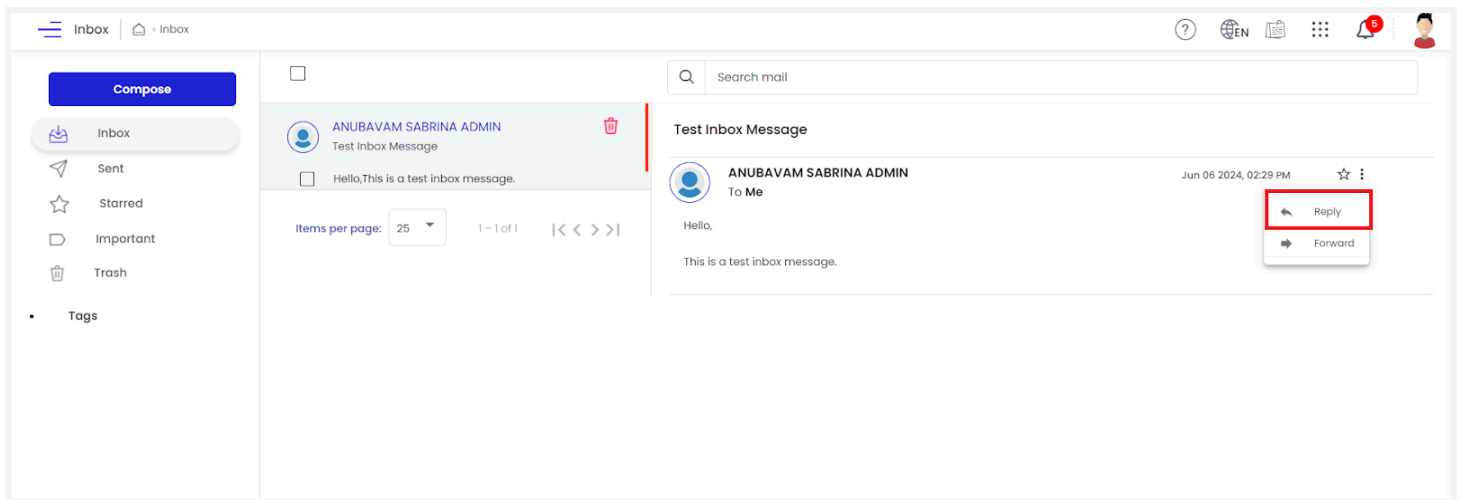 Inbox
Inbox
EN
5
Compose
Inbox
Sent
Starred
Important
Trash
Tags
ANUBAVAM SABRINA ADMIN
Test Inbox Message
Hello,This is a test inbox message.
Items per page: 25 1 – 1 of 1
Search mail
Test Inbox Message
ANUBAVAM SABRINA ADMIN Jun 06 2024, 02:29 PM
To Me
Reply
Forward
Hello,
This is a test inbox message.